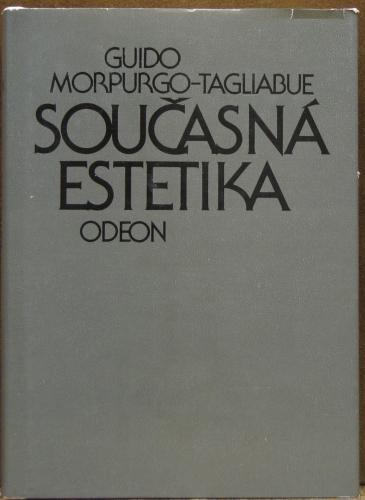 GUIDO
MORPURGO-TAGLIABUE
SOUČASNÁ
ESTETIKA
ODEON